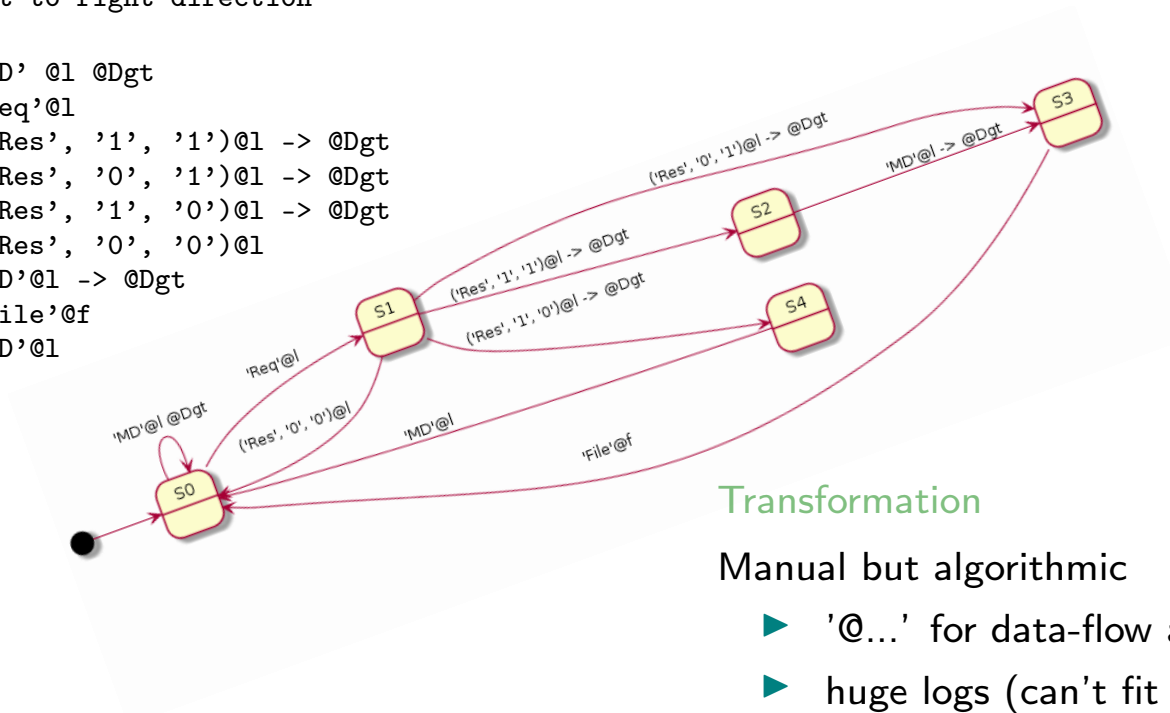 to right direction
D’ @l @Dgt
eq’@l
Res’, ’1’, ’1’)@l -> @Dgt
Res’, ’0’, ’1’)@l -> @Dgt
Res’, ’1’, ’0’)@l -> @Dgt
Res’, ’0’, ’0’)@l
D’@l -> @Dgt
ile’@f
D’@l
S3
('Res', '0', '1')@l -> @Dgt
'MD'@l -> @Dgt
S2
('Res', '1', '1')@l -> @Dgt
S1
('Res', '1', '0')@l -> @Dgt
S4
'Req'@l
'MD'@l @Dgt
('Res', '0', '0')@l
'MD'@l
'File'@f
S0
Transformation
Manual but algorithmic
▶ ’@...’ for data-flow
▶ huge logs (can’t fit